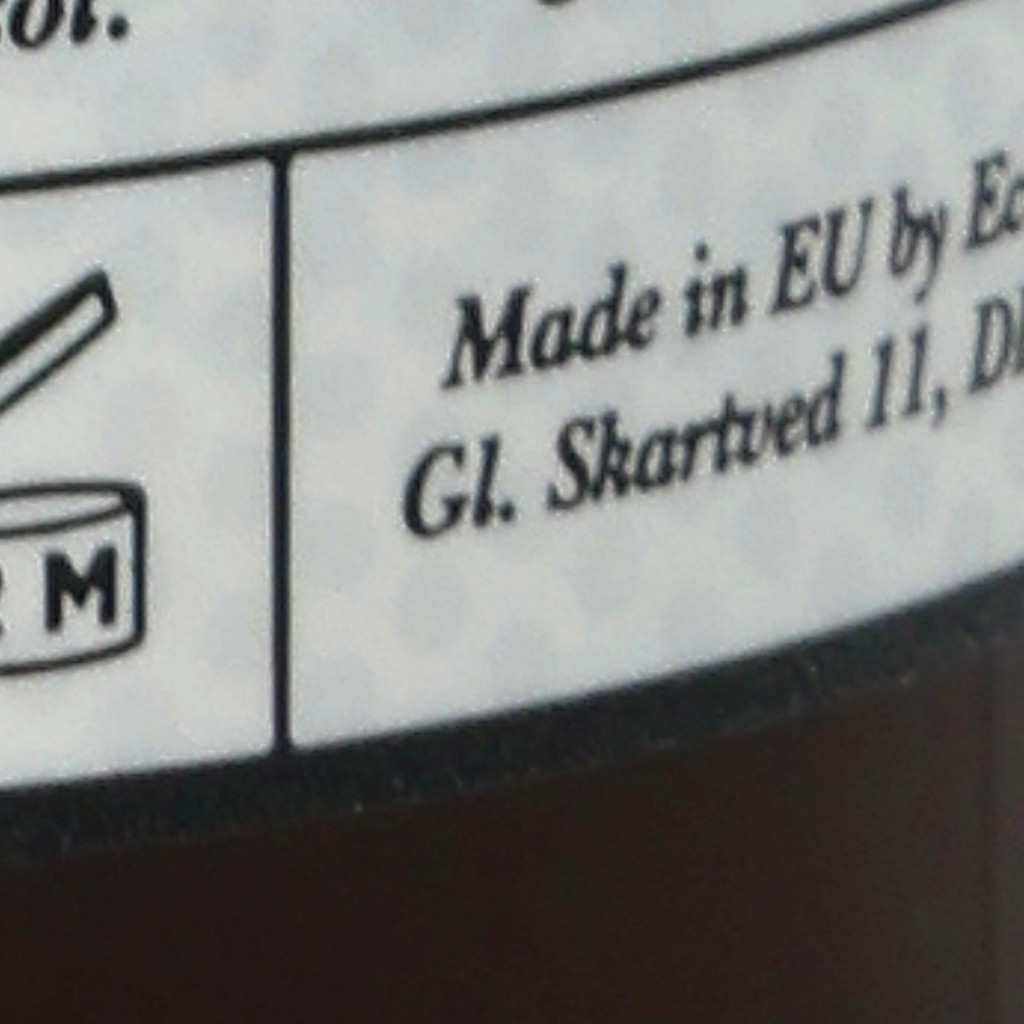 M
Made in EU by
Gl. Skartved 11,